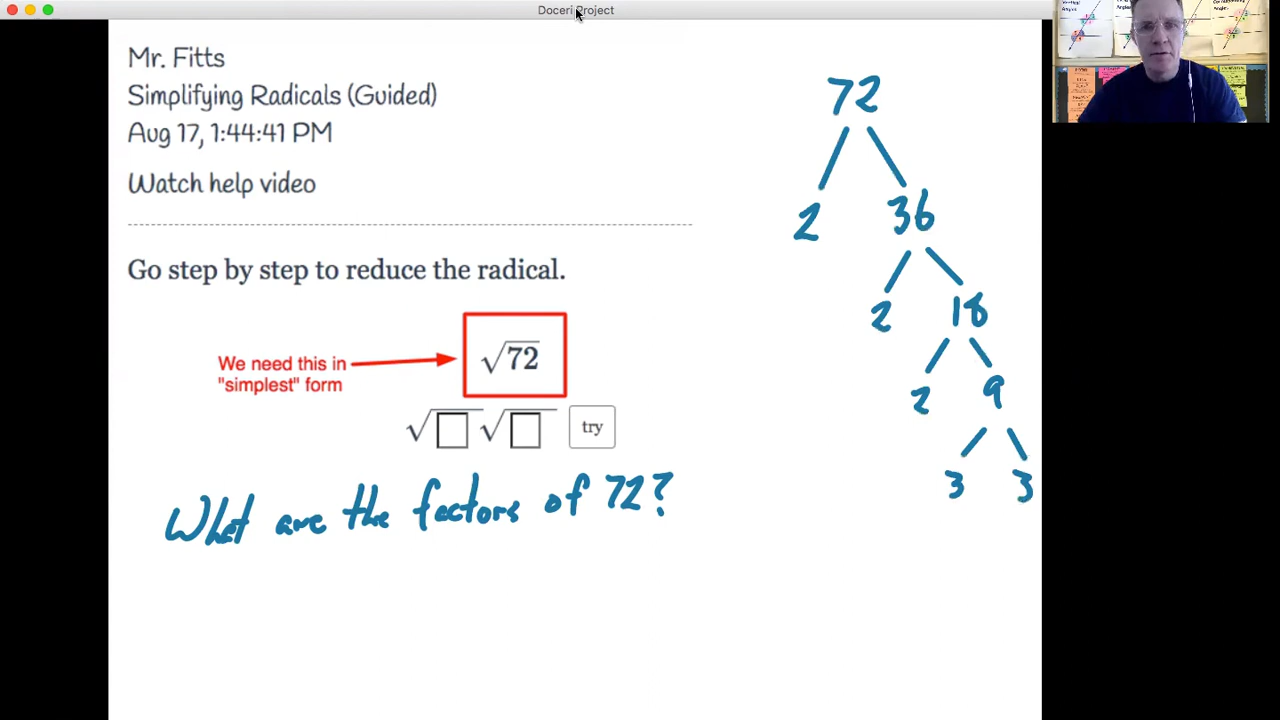 Doceri Project
Mr. Fitts
Simplifying Radicals (Guided)
Aug 17, 1:44:41 PM
Watch help video
Go step by step to reduce the radical.
We need this in
"simplest" form
√72
√□ √□ try
What are the factors of 72?
72
2 36
2 18
2 9
3 3